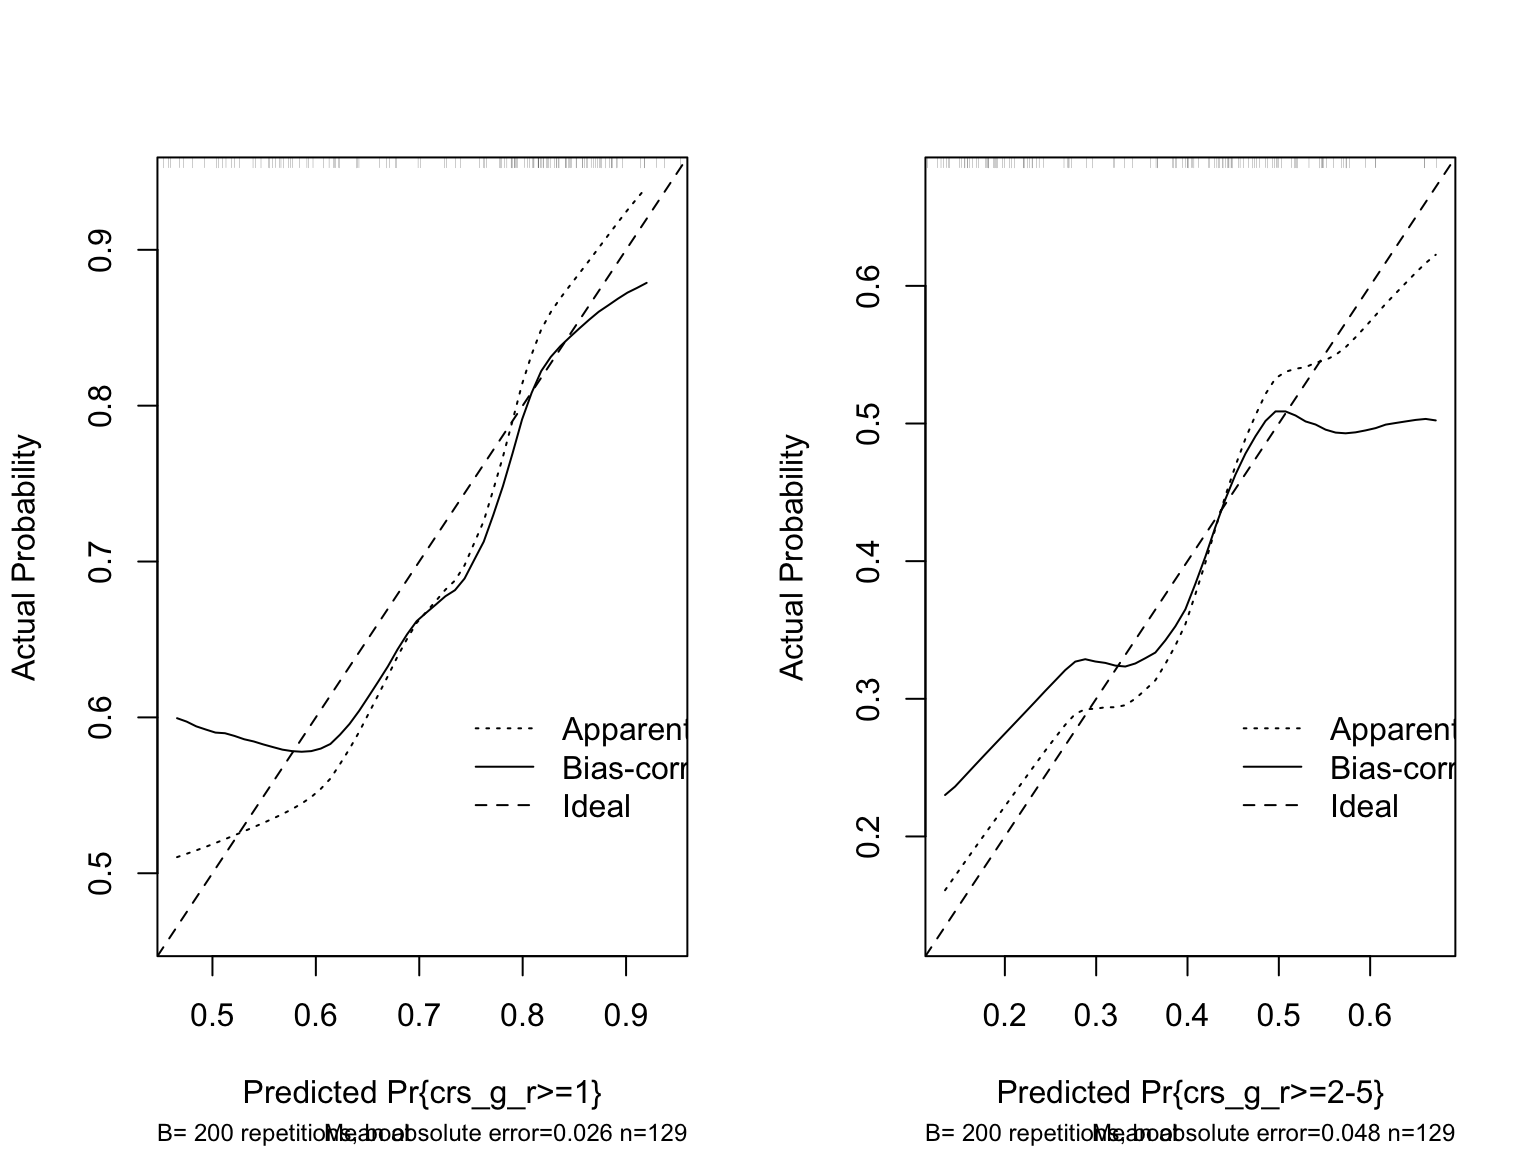 Actual Probability
0.9
0.8
0.7
0.6
0.5
Apparent
Bias-corr
Ideal
0.5 0.6 0.7 0.8 0.9
Predicted Pr{crs_g_r>=1}
B= 200 repetitions, boot
Mean absolute error=0.026 n=129
Actual Probability
0.6
0.5
0.4
0.3
0.2
Apparent
Bias-corr
Ideal
0.2 0.3 0.4 0.5 0.6
Predicted Pr{crs_g_r>=2-5}
B= 200 repetitions, boot
Mean absolute error=0.048 n=129